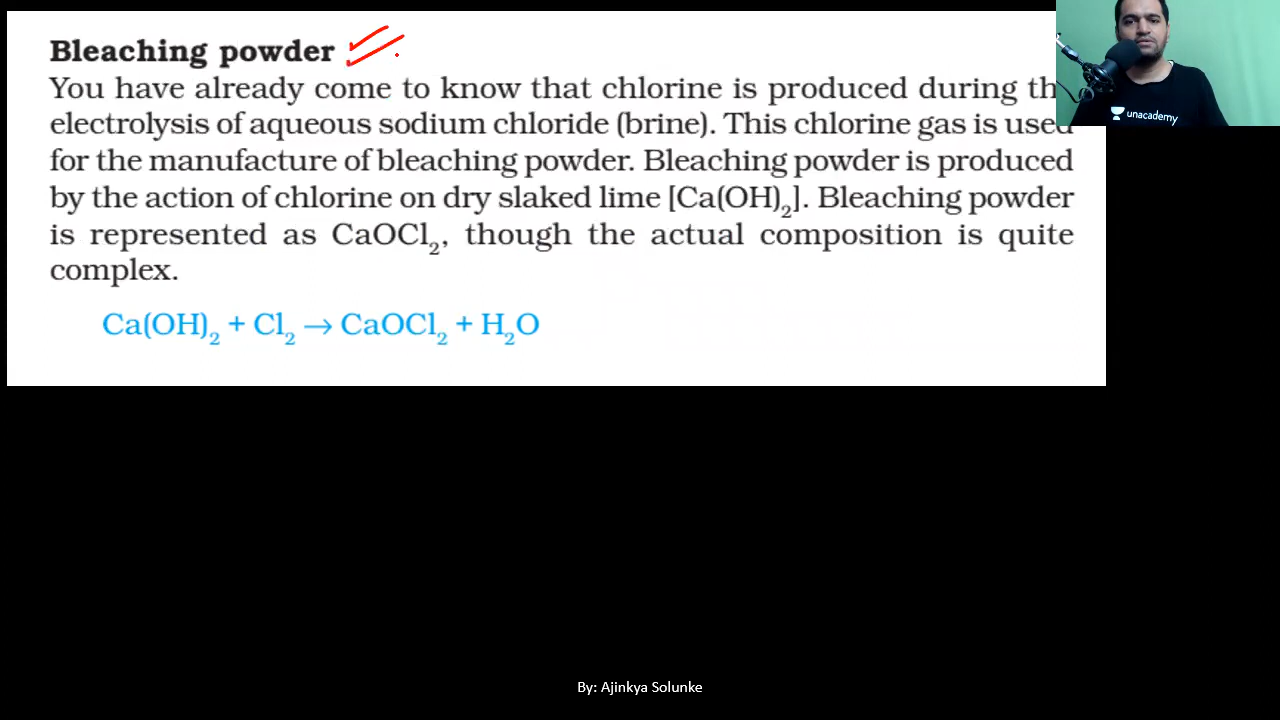 Bleaching powder
You have already come to know that chlorine is produced during th
electrolysis of aqueous sodium chloride (brine). This chlorine gas is used
for the manufacture of bleaching powder. Bleaching powder is produced
by the action of chlorine on dry slaked lime [Ca(OH)₂]. Bleaching powder
is represented as CaOCl₂, though the actual composition is quite
complex.
Ca(OH)₂ + Cl₂ → CaOCl₂ + H₂O
unacademy
By: Ajinkya Solunke